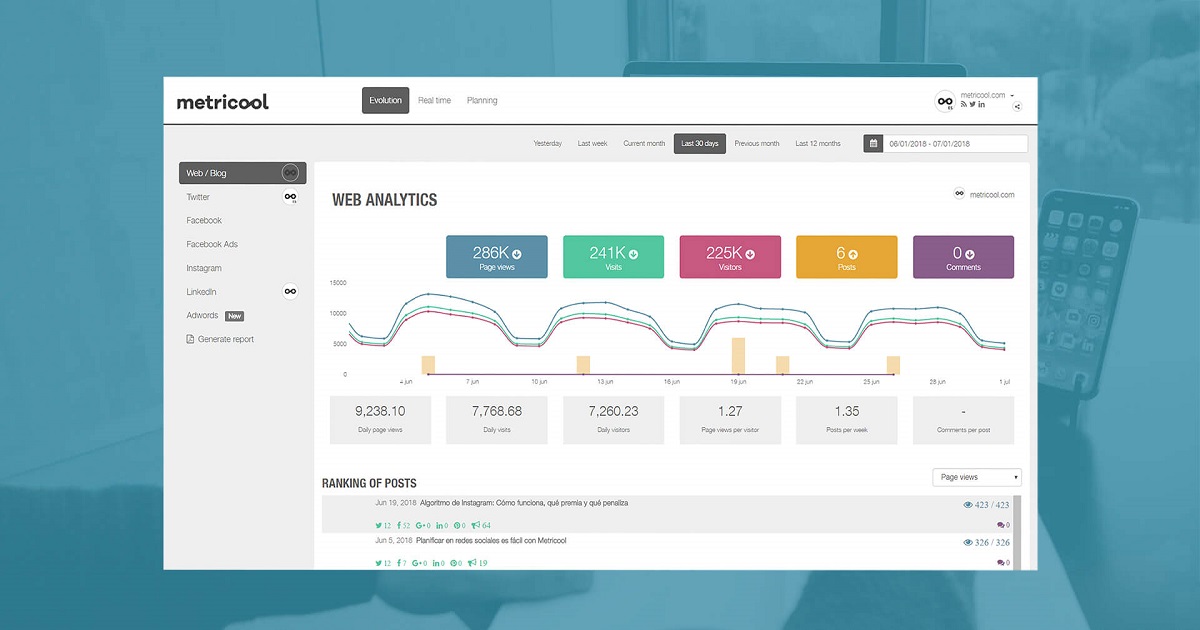 metricool
Evolution Real time Planning
metricool.com
ES
Yesterday Last week Current month Last 30 days Previous month Last 12 months 06/01/2018 - 07/01/2018
Web / Blog
Twitter
Facebook
Facebook Ads
Instagram
LinkedIn
Adwords New
Generate report
WEB ANALYTICS
metricool.com
286K
Page views
241K
Visits
225K
Visitors
6
Posts
0
Comments
15000
10000
5000
0
4 jun 7 jun 10 jun 13 jun 16 jun 19 jun 22 jun 25 jun 28 jun 1 jul
9,238.10
Daily page views
7,768.68
Daily visits
7,260.23
Daily visitors
1.27
Page views per visitor
1.35
Posts per week
-
Comments per post
RANKING OF POSTS
Page views
Jun 19, 2018 Algoritmo de Instagram: Cómo funciona, qué premia y qué penaliza
423 / 423
12 52 G+ 0 in 0 0 64
0
Jun 5, 2018 Planificar en redes sociales es fácil con Metricool
326 / 326
12 7 G+ 0 in 0 0 19
0